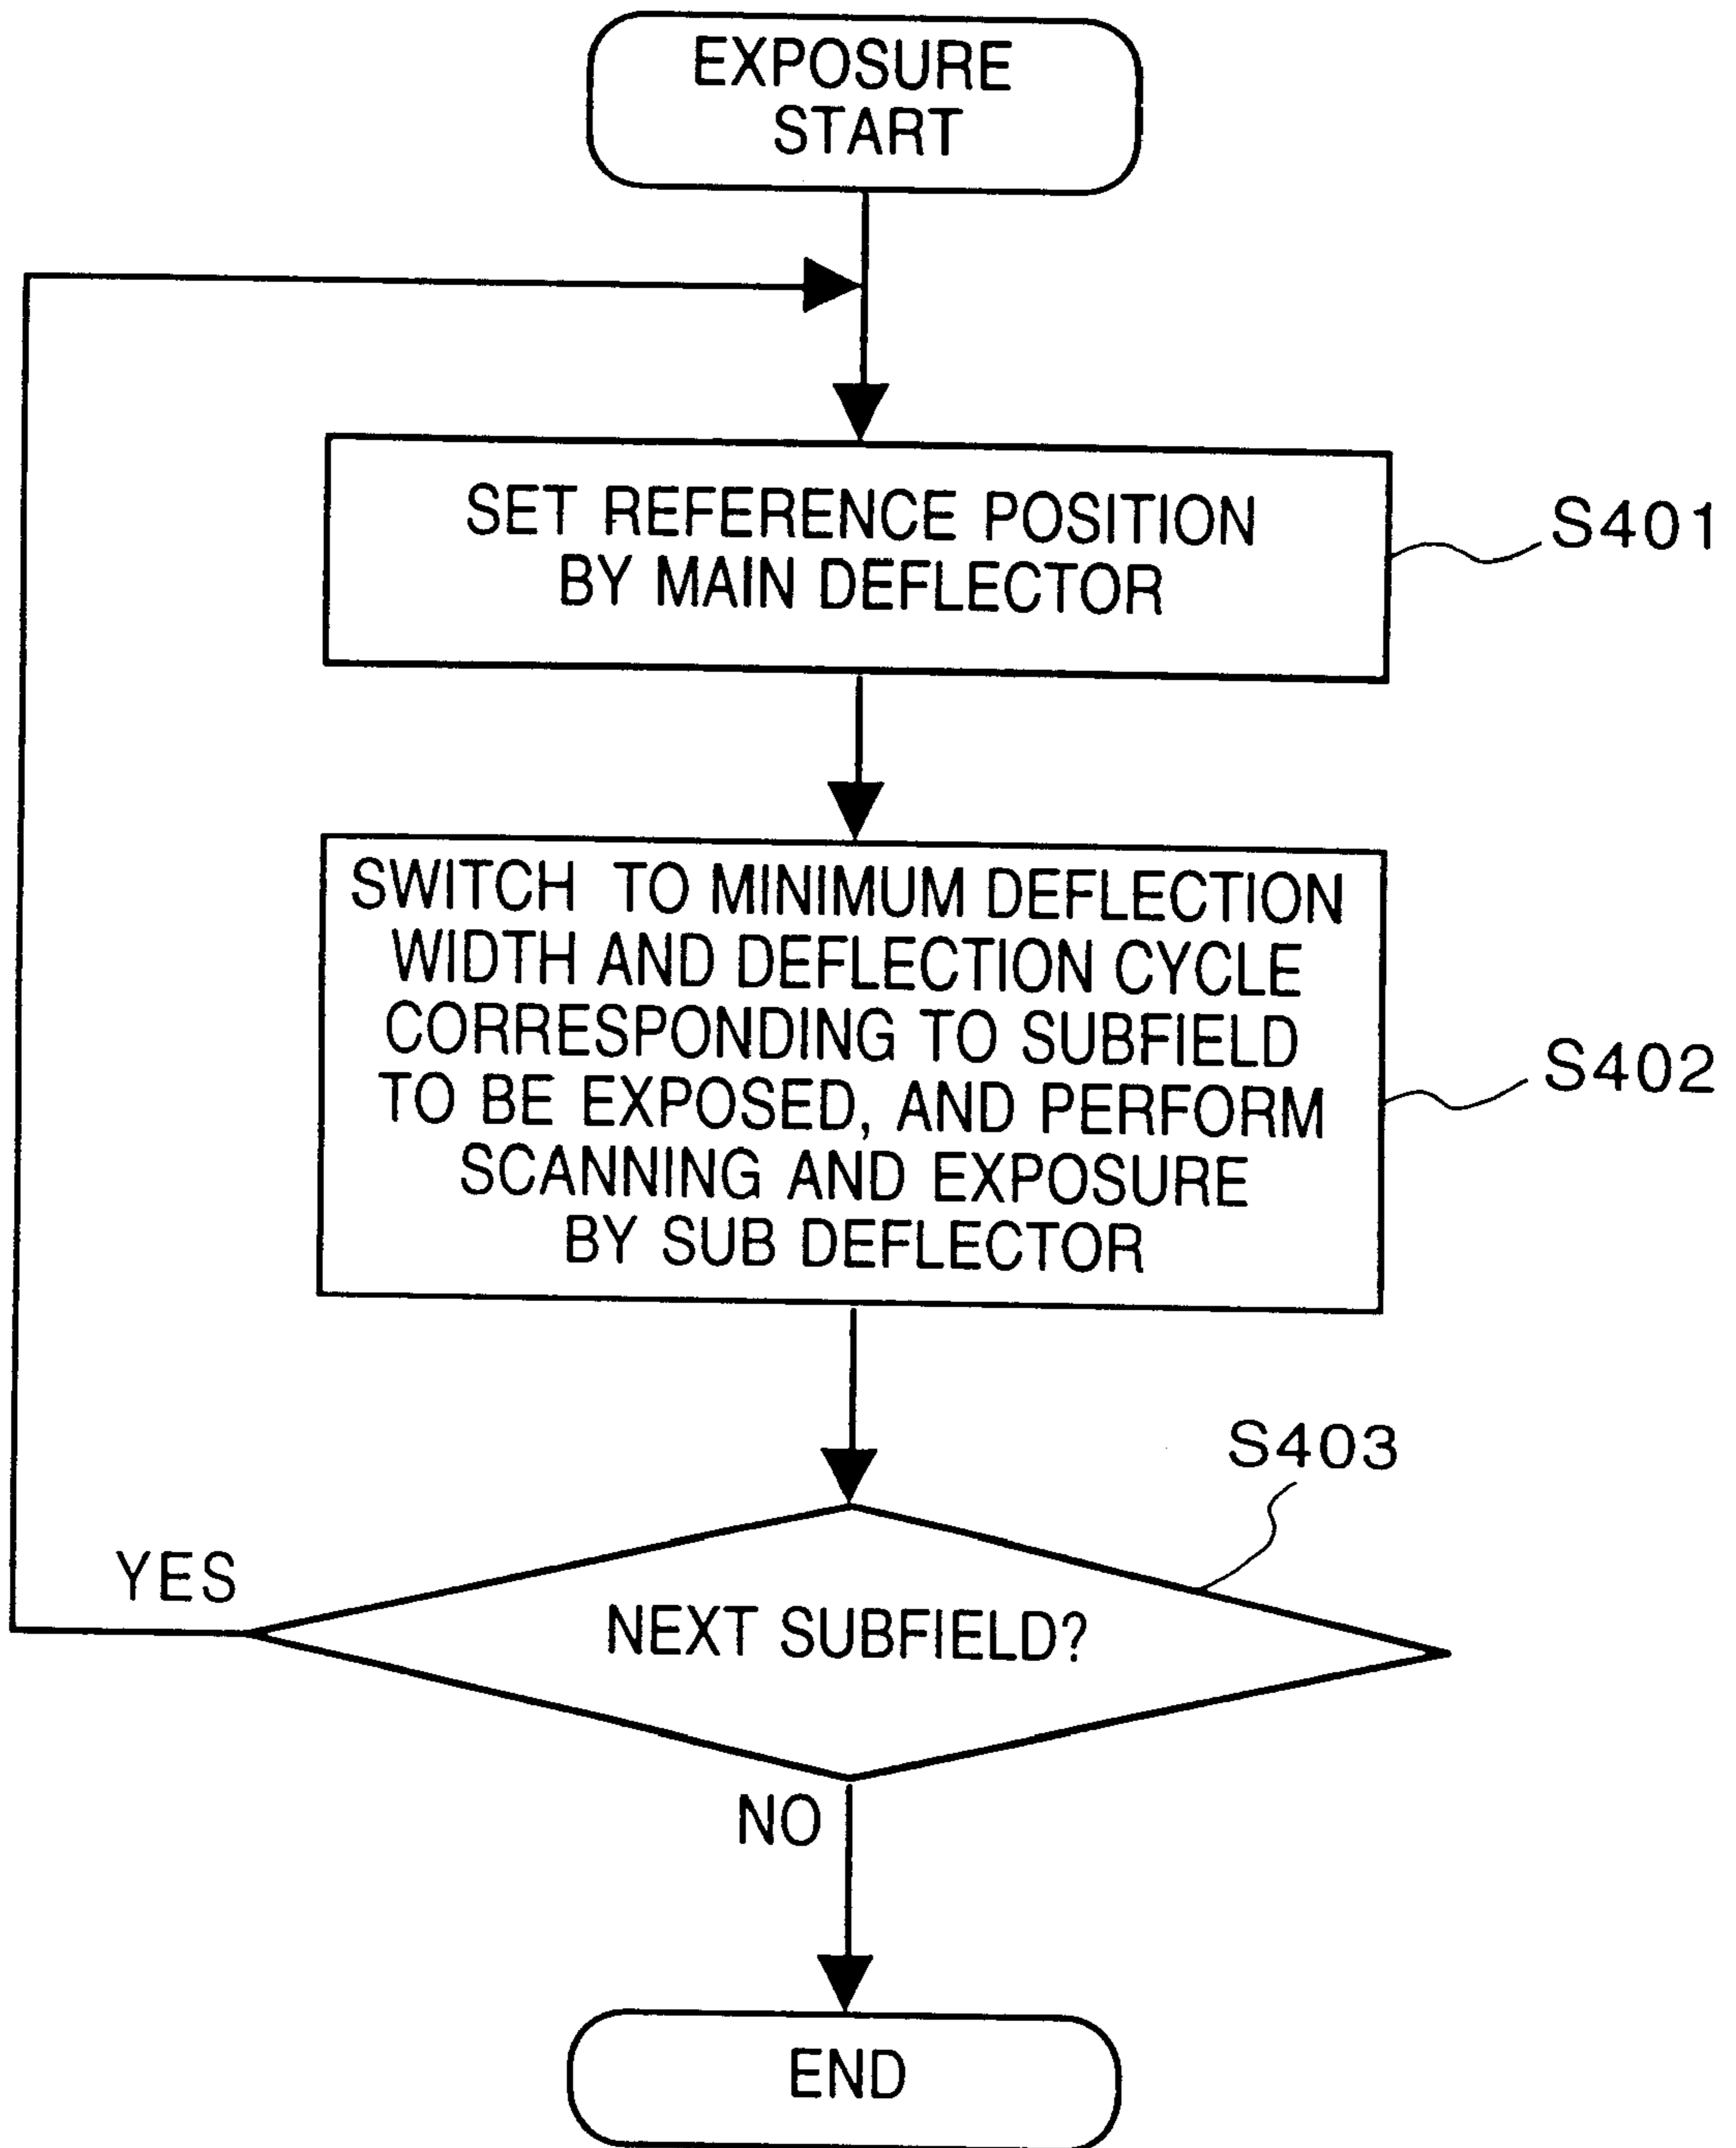 EXPOSURE
START
SET REFERENCE POSITION
BY MAIN DEFLECTOR
S401
SWITCH TO MINIMUM DEFLECTION
WIDTH AND DEFLECTION CYCLE
CORRESPONDING TO SUBFIELD
TO BE EXPOSED, AND PERFORM
SCANNING AND EXPOSURE
BY SUB DEFLECTOR
S402
S403
YES
NEXT SUBFIELD?
NO
END